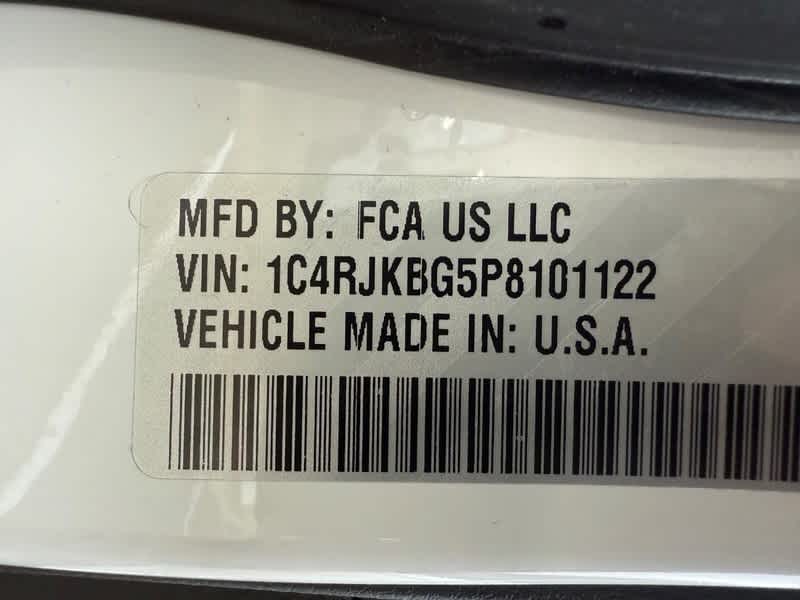 MFD BY: FCA US LLC
VIN: 1C4RJKBG5P8101122
VEHICLE MADE IN: U.S.A.